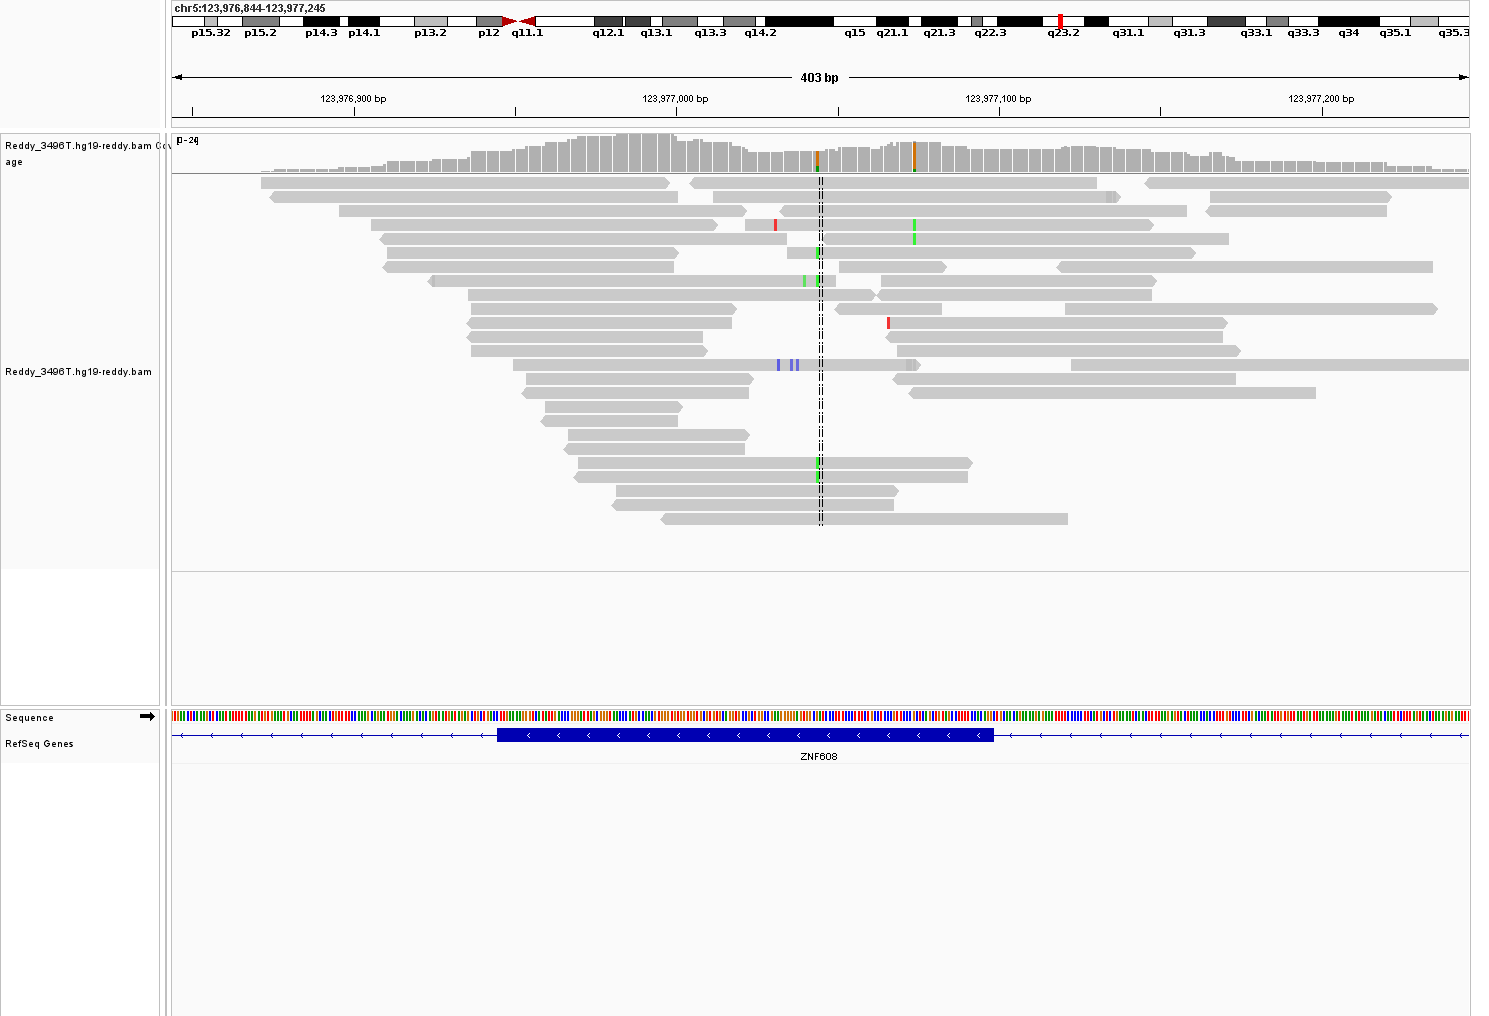 chr5:123,976,844-123,977,245
p15.32 p15.2 p14.3 p14.1 p13.2 p12 q11.1 q12.1 q13.1 q13.3 q14.2 q15 q21.1 q21.3 q22.3 q23.2 q31.1 q31.3 q33.1 q33.3 q34 q35.1 q35.3
403 bp
123,976,900 bp 123,977,000 bp 123,977,100 bp 123,977,200 bp
Reddy_3496T.hg19-reddy.bam Cov
age
[0-24]
Reddy_3496T.hg19-reddy.bam
Sequence
RefSeq Genes
ZNF608